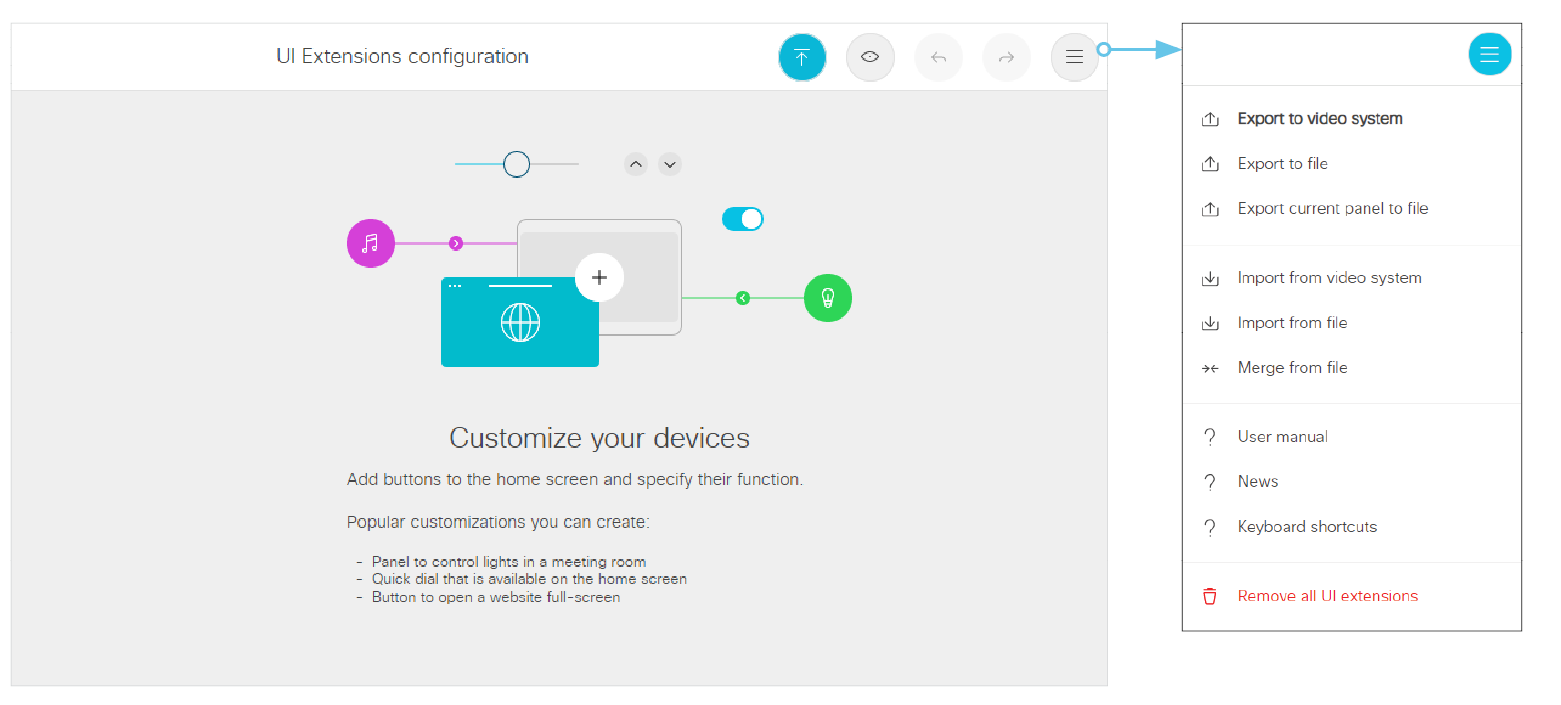 UI Extensions configuration
Customize your devices
Add buttons to the home screen and specify their function.
Popular customizations you can create:
- Panel to control lights in a meeting room
- Quick dial that is available on the home screen
- Button to open a website full-screen
Export to video system
Export to file
Export current panel to file
Import from video system
Import from file
Merge from file
? User manual
? News
? Keyboard shortcuts
Remove all UI extensions